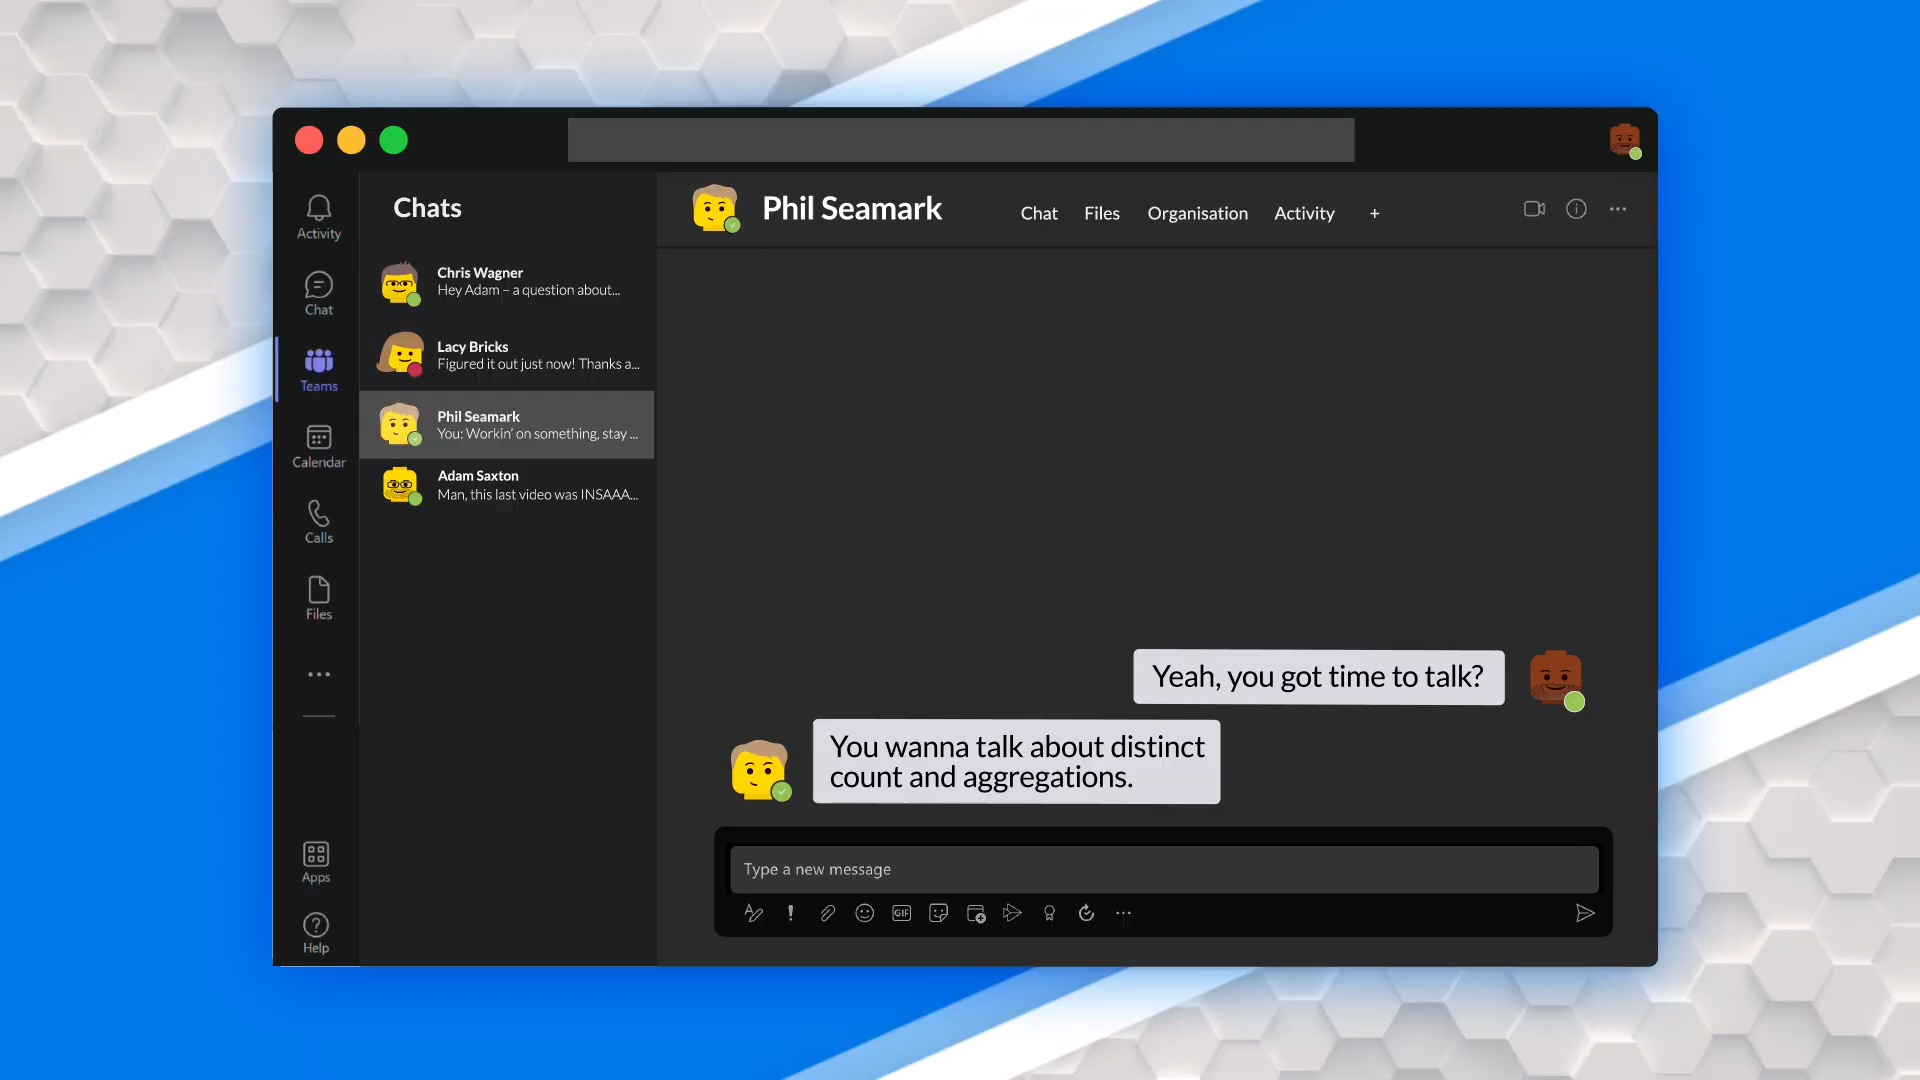 Activity
Chat
Teams
Calendar
Calls
Files
Apps
Help
Chats
Chris Wagner
Hey Adam – a question about...
Lacy Bricks
Figured it out just now! Thanks a...
Phil Seamark
You: Workin' on something, stay ...
Adam Saxton
Man, this last video was INSAAA...
Phil Seamark
Chat Files Organisation Activity +
Yeah, you got time to talk?
You wanna talk about distinct
count and aggregations.
Type a new message
GIF